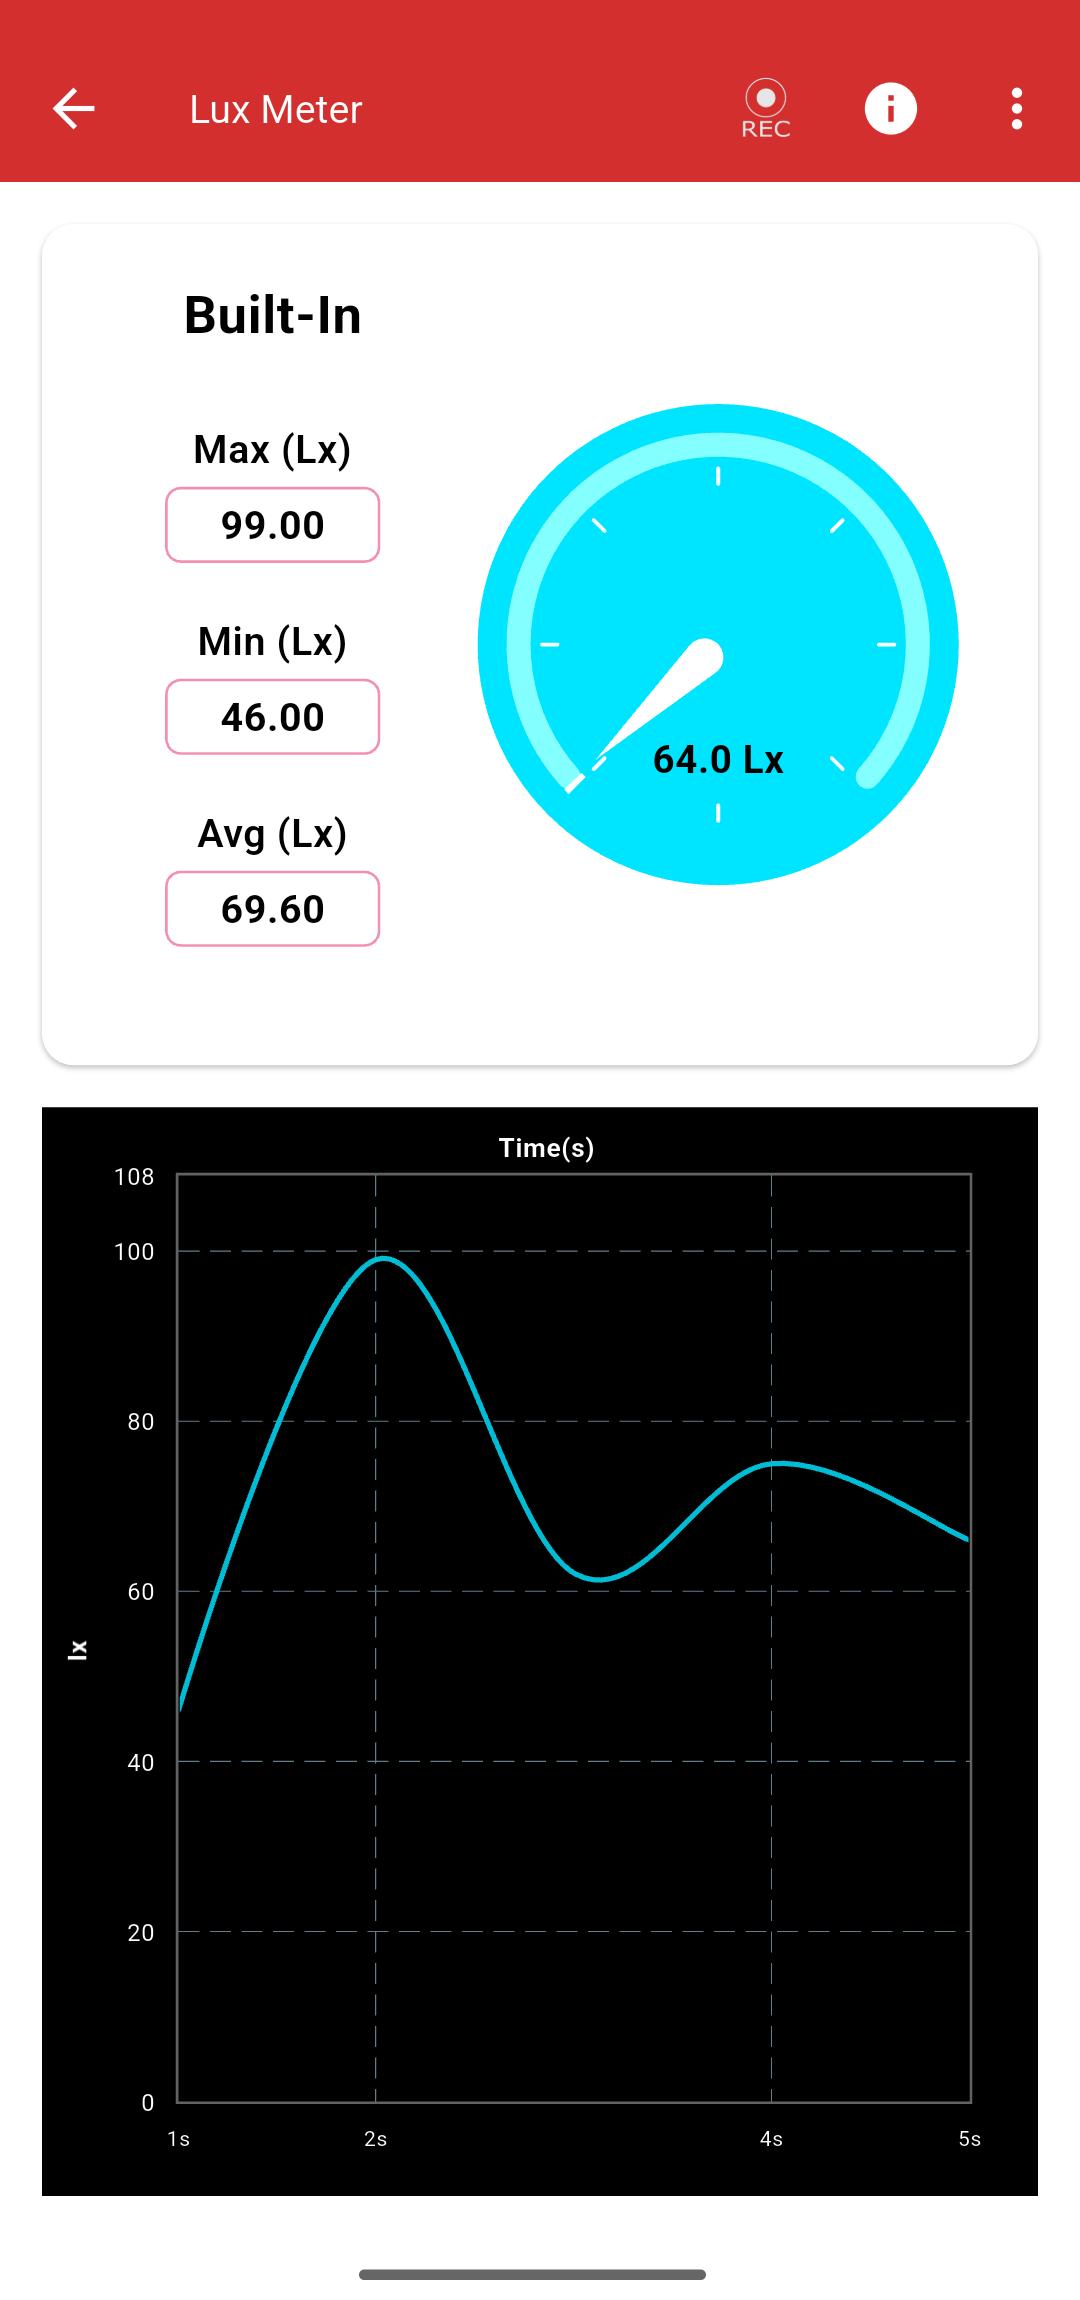 Lux Meter
REC
Built-In
Max (Lx)
99.00
Min (Lx)
46.00
Avg (Lx)
69.60
64.0 Lx
Time(s)
108
100
80
60
40
20
0
lx
1s 2s 4s 5s